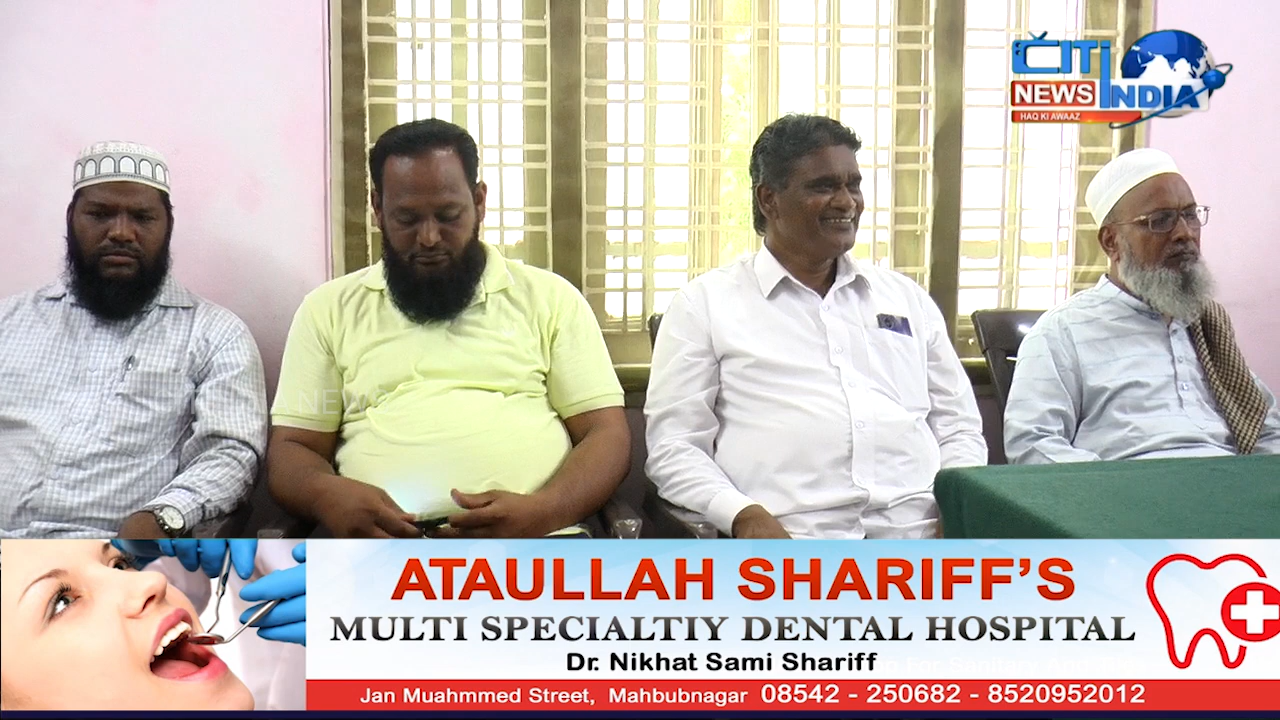 CITI
NEWS INDIA
HAQ KI AWAAZ
A NEWS
ATAULLAH SHARIFF'S
MULTI SPECIALTIY DENTAL HOSPITAL
Dr. Nikhat Sami Shariff
Jan Muahmmed Street, Mahbubnagar 08542 - 250682 - 8520952012